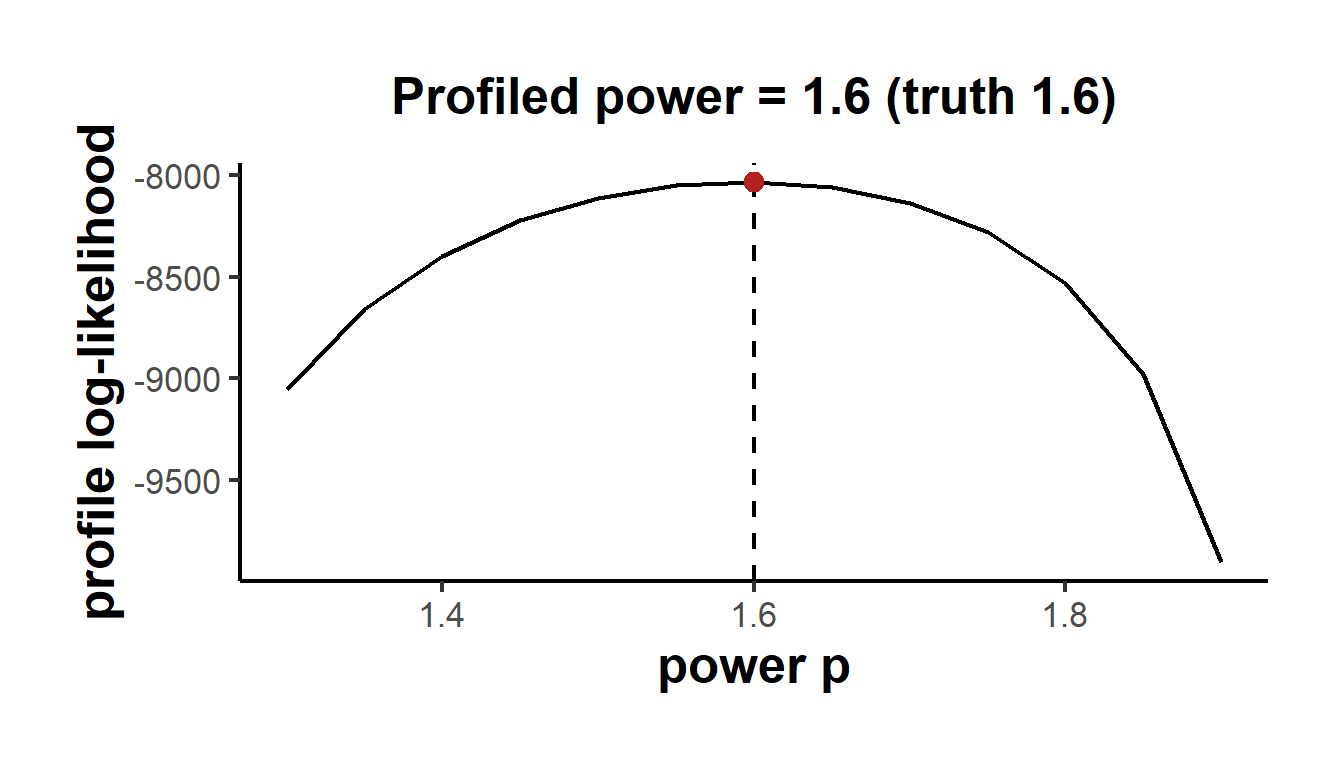 Profiled power = 1.6 (truth 1.6)
profile log-likelihood
-8000
-8500
-9000
-9500
1.4 1.6 1.8
power p